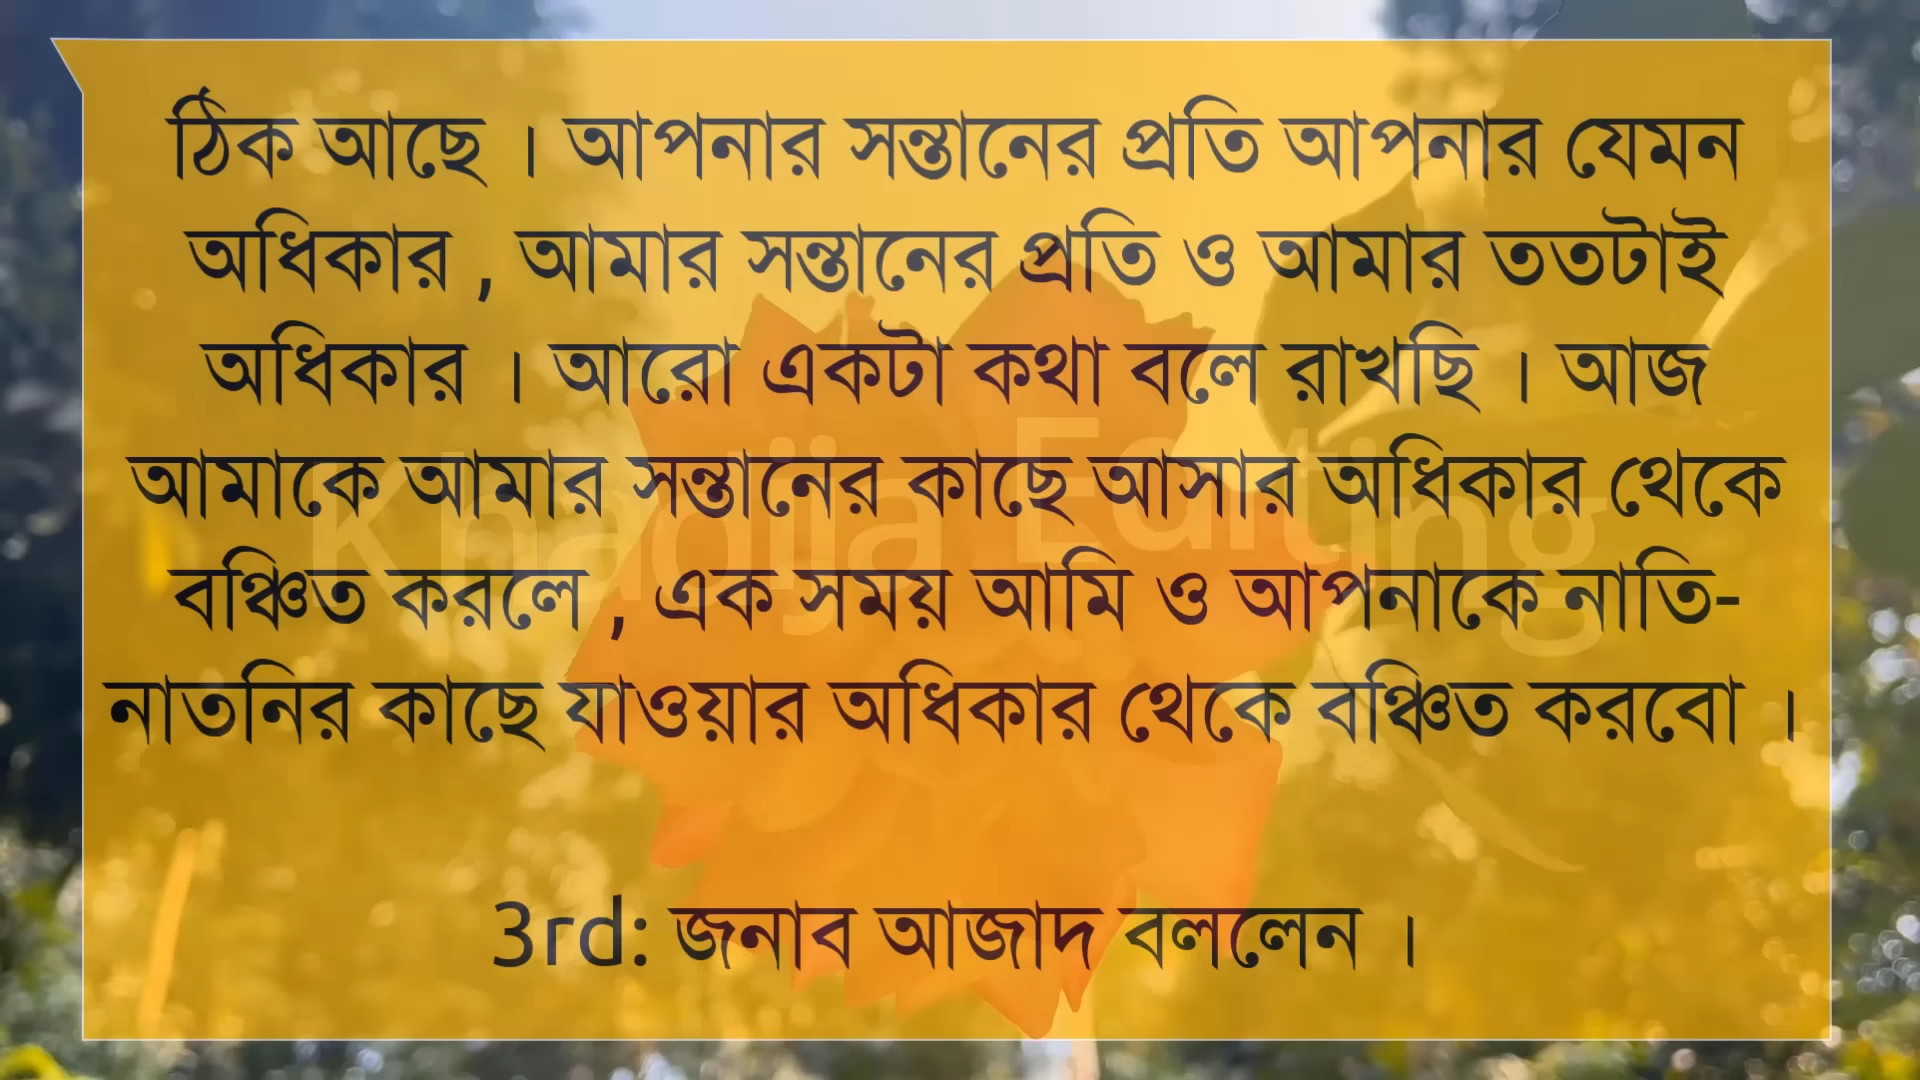 ঠিক আছে । আপনার সন্তানের প্রতি আপনার যেমন
অধিকার , আমার সন্তানের প্রতি ও আমার ততটাই
অধিকার । আরো একটা কথা বলে রাখছি । আজ
আমাকে আমার সন্তানের কাছে আসার অধিকার থেকে
বঞ্চিত করলে , এক সময় আমি ও আপনাকে নাতি-
নাতনির কাছে যাওয়ার অধিকার থেকে বঞ্চিত করবো ।
3rd: জনাব আজাদ বললেন ।
Khadija Editing